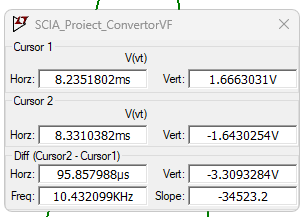 SCIA_Proiect_ConvertorVF
Cursor 1
V(vt)
Horz: 8.2351802ms Vert: 1.6663031V
Cursor 2
V(vt)
Horz: 8.3310382ms Vert: -1.6430254V
Diff (Cursor2 - Cursor1)
Horz: 95.857988µs Vert: -3.3093284V
Freq: 10.432099KHz Slope: -34523.2